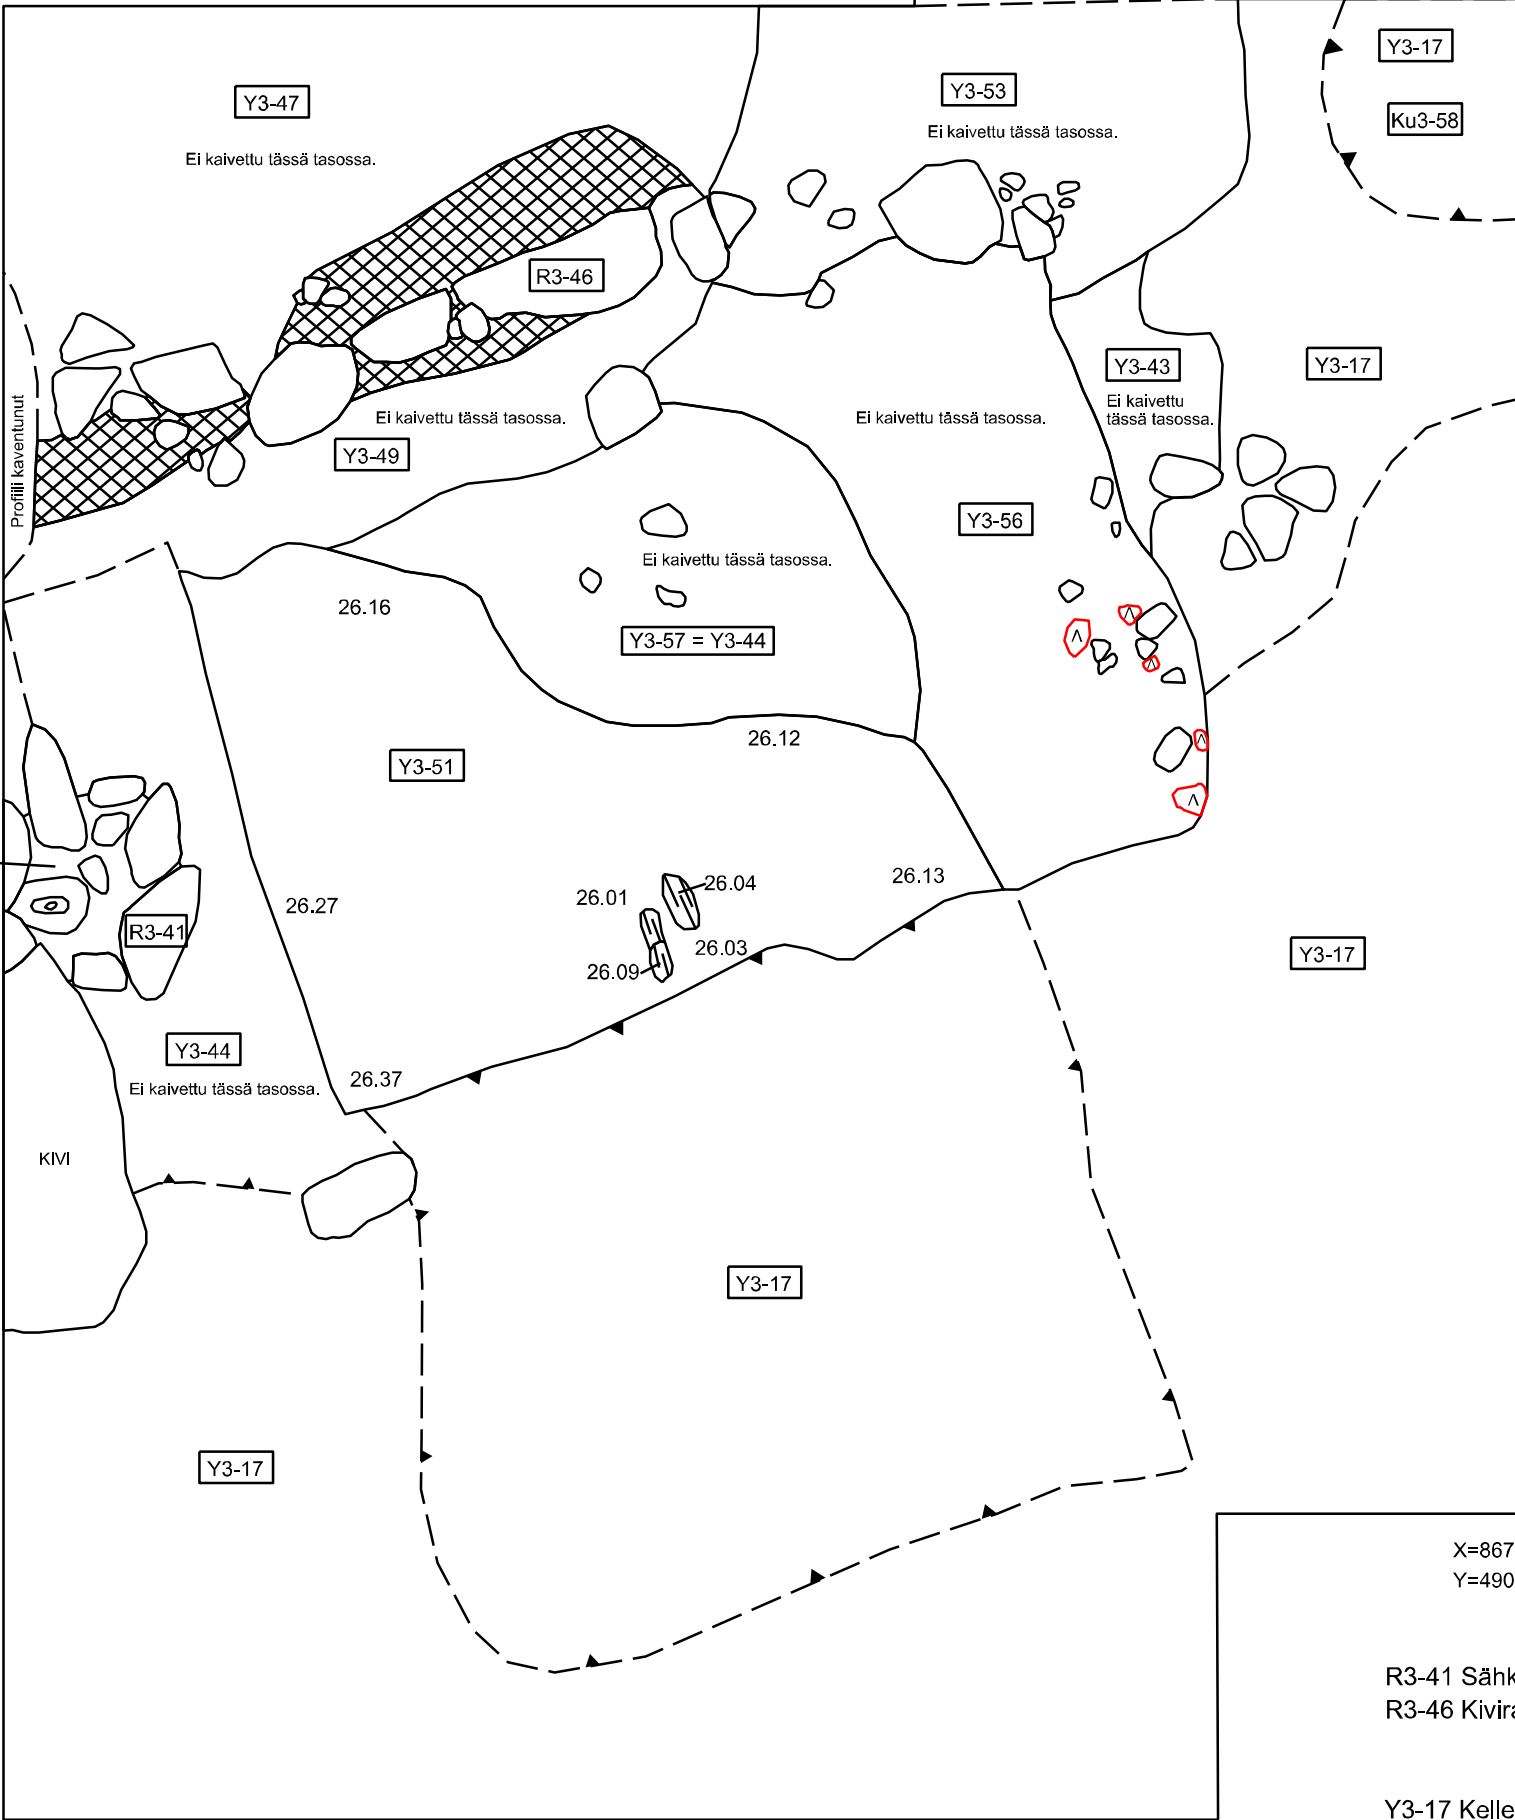 Y3-17
Y3-53
Y3-47
Ku3-58
Ei kaivettu tässä tasossa.
Ei kaivettu tässä tasossa.
R3-46
Y3-43
Y3-17
Ei kaivettu
tässä tasossa.
Ei kaivettu tässä tasossa.
Ei kaivettu tässä tasossa.
Profiili kaventunut
Y3-49
Y3-56
Ei kaivettu tässä tasossa.
26.16
Y3-57 = Y3-44
26.12
Y3-51
26.13
26.04
26.01
26.27
R3-41
26.03
26.09
Y3-17
Y3-44
26.37
Ei kaivettu tässä tasossa.
KIVI
Y3-17
Y3-17
X=867
Y=490
R3-41 Sähk
R3-46 Kivira
Y3-17 Kelle